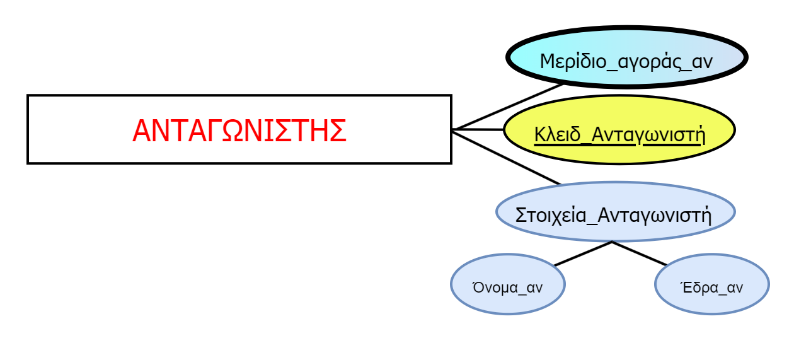 Μερίδιο_αγοράς_αν
ΑΝΤΑΓΩΝΙΣΤΗΣ
Κλειδ_Ανταγωνιστή
Στοιχεία_Ανταγωνιστή
Όνομα_αν
Έδρα_αν